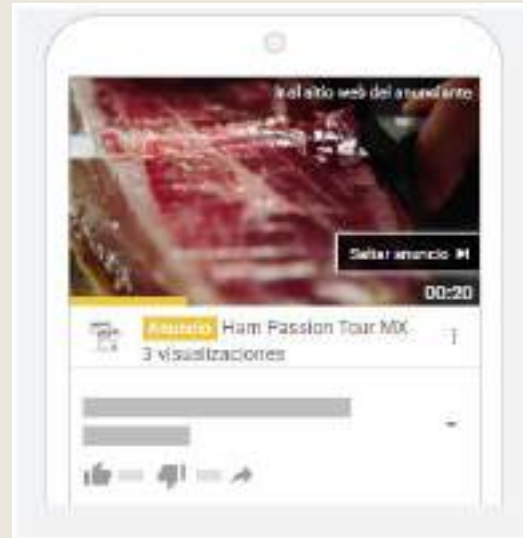 Ir al sitio web del anunciante
Saltar anuncio
00:20
Anuncio Ham Passion Tour MX
3 visualizaciones